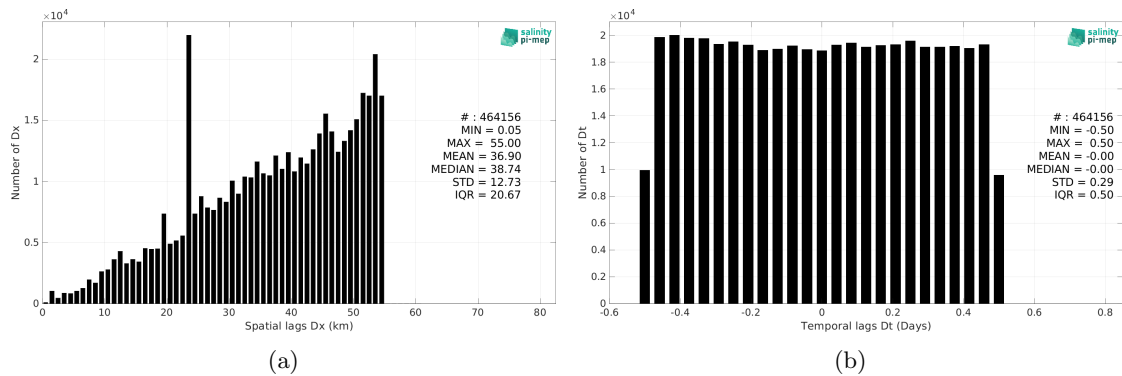 ×10⁴
Number of Dx
2
1.5
1
0.5
0
0 10 20 30 40 50 60 70 80
Spatial lags Dx (km)
salinity
pi-mep
# : 464156
MIN = 0.05
MAX = 55.00
MEAN = 36.90
MEDIAN = 38.74
STD = 12.73
IQR = 20.67
(a)
×10⁴
Number of Dt
2
1.8
1.6
1.4
1.2
1
0.8
0.6
0.4
0.2
0
-0.6 -0.4 -0.2 0 0.2 0.4 0.6 0.8
Temporal lags Dt (Days)
salinity
pi-mep
# : 464156
MIN = -0.50
MAX = 0.50
MEAN = -0.00
MEDIAN = -0.00
STD = 0.29
IQR = 0.50
(b)